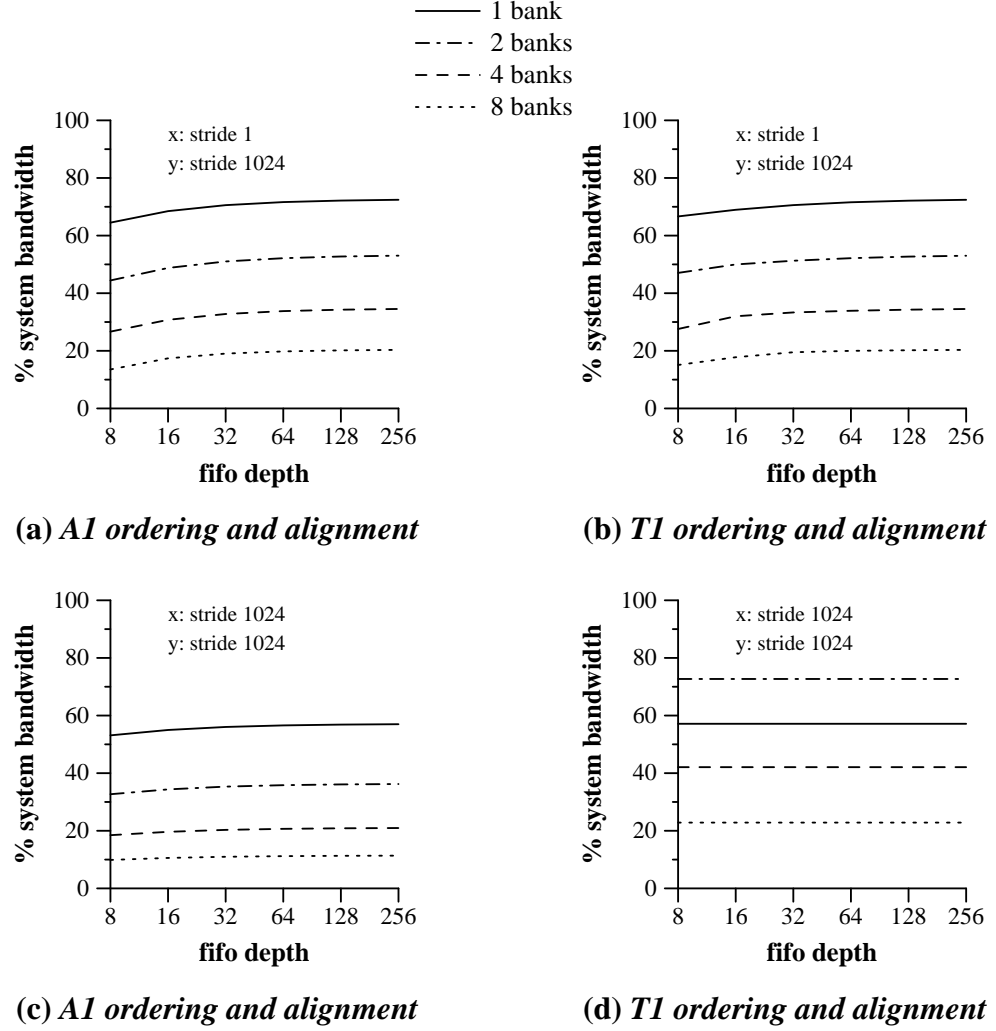 1 bank
2 banks
4 banks
8 banks
100
80
60
40
20
0
% system bandwidth
x: stride 1
y: stride 1024
8 16 32 64 128 256
fifo depth
(a) A1 ordering and alignment
100
80
60
40
20
0
% system bandwidth
x: stride 1
y: stride 1024
8 16 32 64 128 256
fifo depth
(b) T1 ordering and alignment
100
80
60
40
20
0
% system bandwidth
x: stride 1024
y: stride 1024
8 16 32 64 128 256
fifo depth
(c) A1 ordering and alignment
100
80
60
40
20
0
% system bandwidth
x: stride 1024
y: stride 1024
8 16 32 64 128 256
fifo depth
(d) T1 ordering and alignment